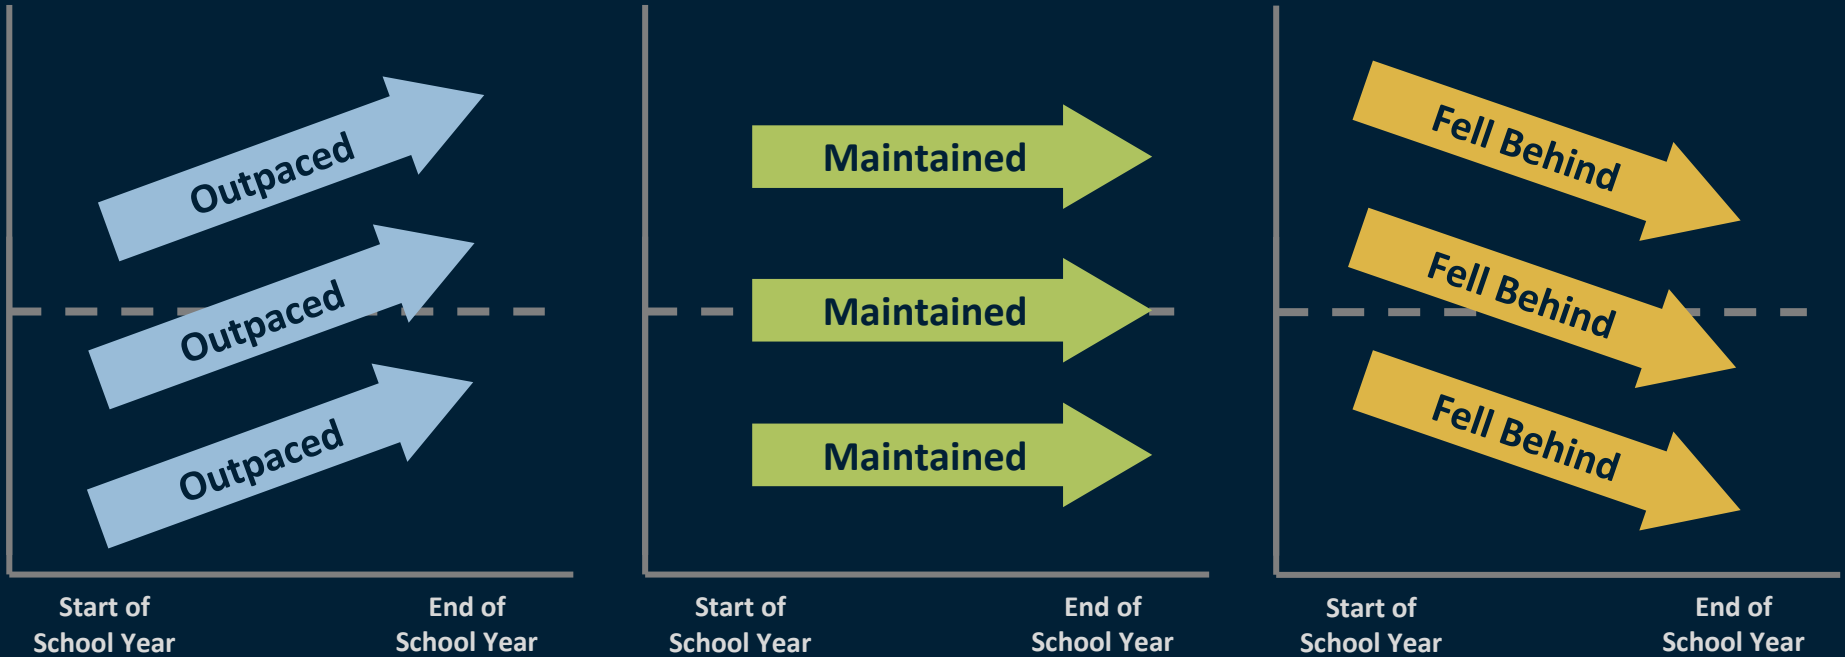 Outpaced
Outpaced
Outpaced
Start of
School Year
End of
School Year
Maintained
Maintained
Maintained
Start of
School Year
End of
School Year
Fell Behind
Fell Behind
Fell Behind
Start of
School Year
End of
School Year